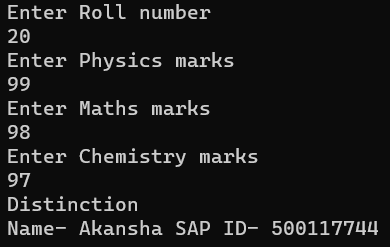 Enter Roll number
20
Enter Physics marks
99
Enter Maths marks
98
Enter Chemistry marks
97
Distinction
Name- Akansha SAP ID- 500117744